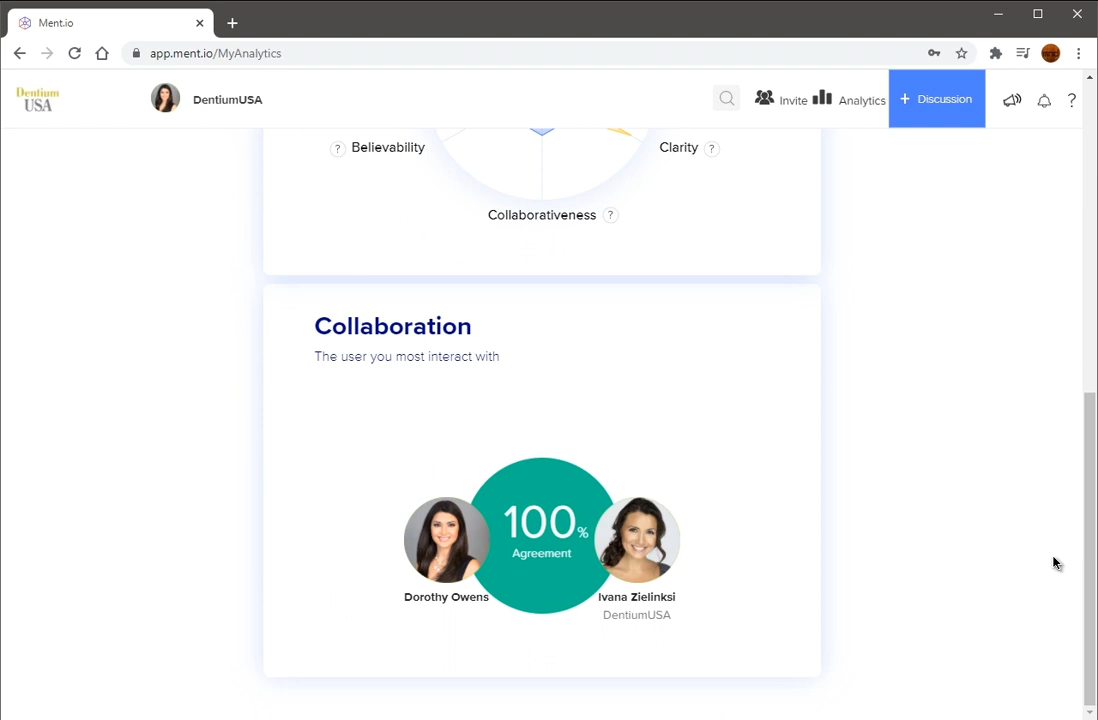 Ment.io
app.ment.io/MyAnalytics
Dentium
USA
DentiumUSA
Invite
Analytics
+ Discussion
?
? Believability
Clarity ?
Collaborativeness ?
Collaboration
The user you most interact with
100%
Agreement
Dorothy Owens
Ivana Zielinksi
DentiumUSA